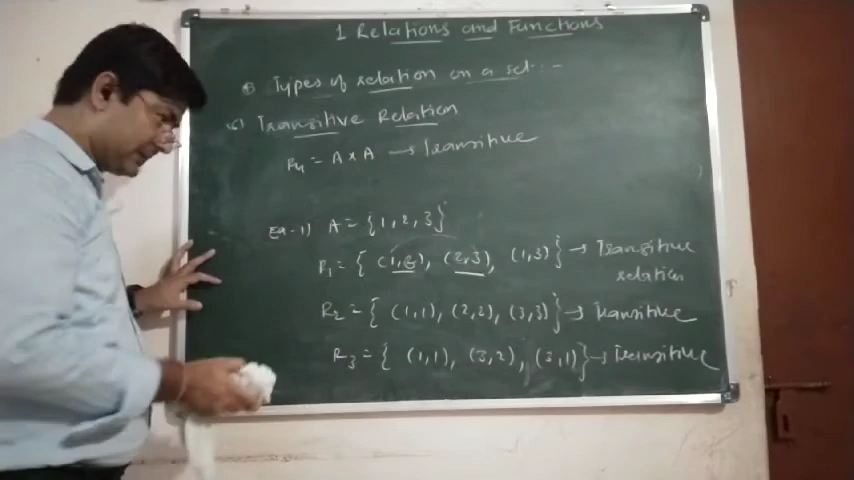 1 Relations and Functions
Types of relation on a set :-
Transitive Relation
R4 = A × A → Transitive
Ex-1) A = {1, 2, 3}
R1 = { (1,2), (2,3), (1,3)} → Transitive
relation
R2 = { (1,1), (2,2), (3,3)} → Transitive
R3 = { (1,1), (3,2), (3,1)} → Transitive